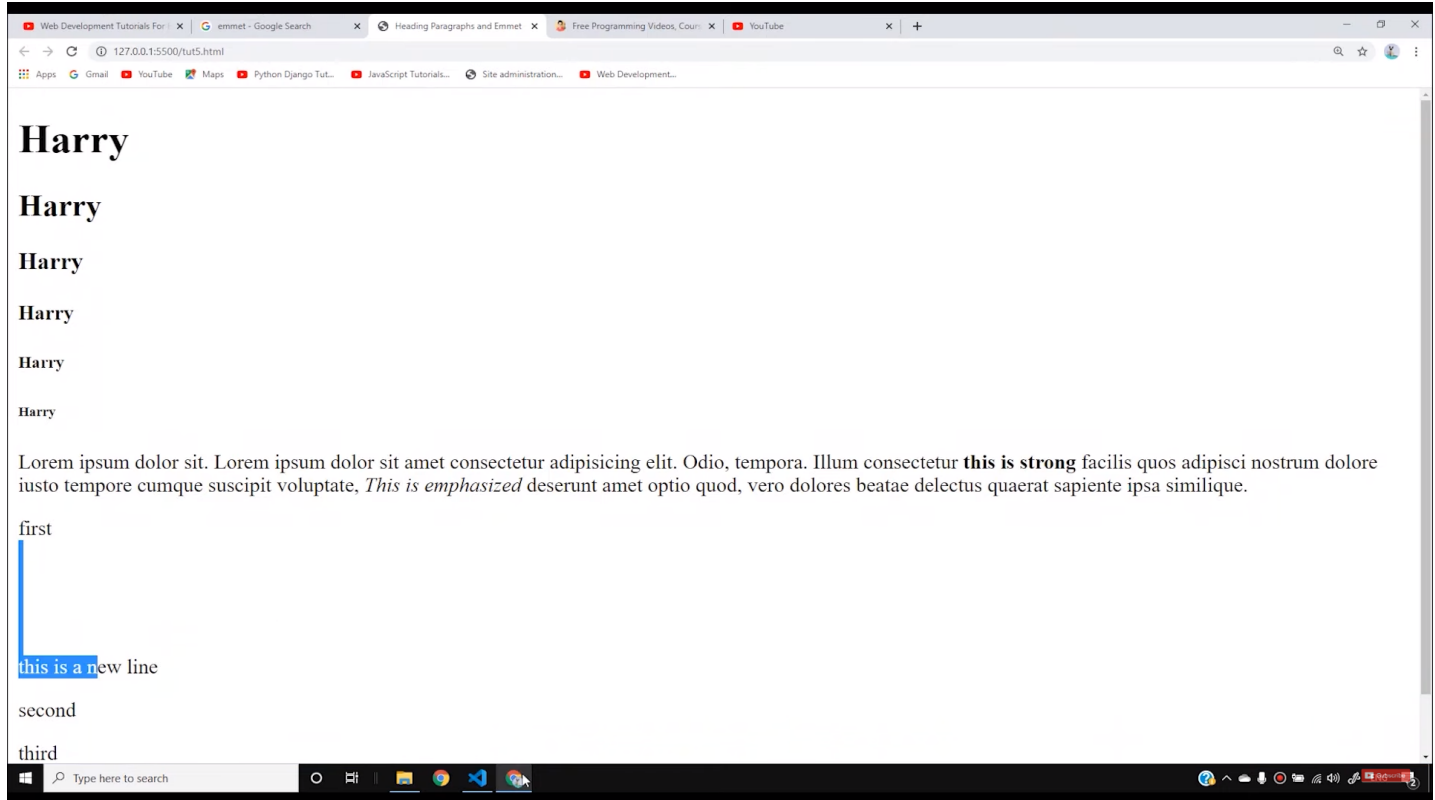 Web Development Tutorials For
emmet - Google Search
Heading Paragraphs and Emmet
Free Programming Videos, Cour
YouTube
127.0.0.1:5500/tut5.html
Apps Gmail YouTube Maps Python Django Tut... JavaScript Tutorials... Site administration... Web Development...
Harry
Harry
Harry
Harry
Harry
Harry
Lorem ipsum dolor sit. Lorem ipsum dolor sit amet consectetur adipisicing elit. Odio, tempora. Illum consectetur this is strong facilis quos adipisci nostrum dolore
iusto tempore cumque suscipit voluptate, This is emphasized deserunt amet optio quod, vero dolores beatae delectus quaerat sapiente ipsa similique.
first
this is a new line
second
third
Type here to search
2